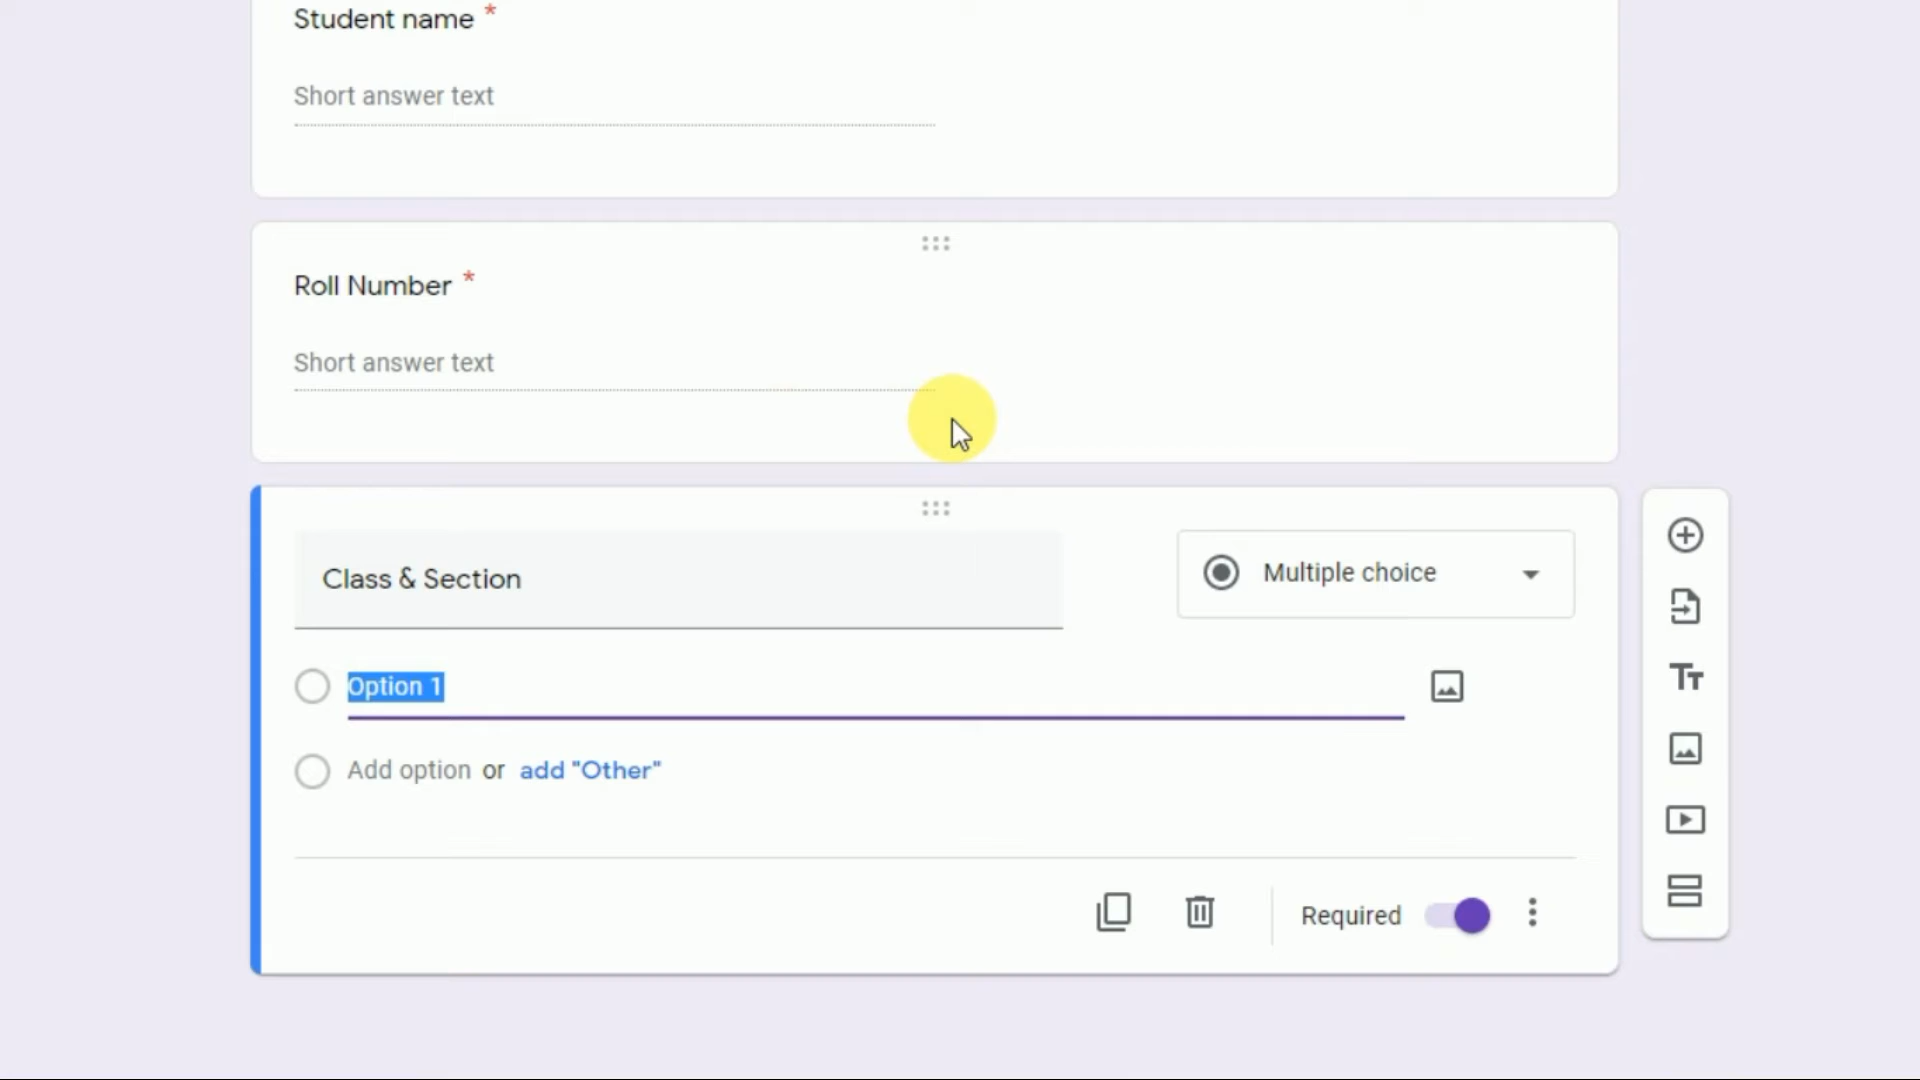 Student name *
Short answer text
Roll Number *
Short answer text
Class & Section
Multiple choice
Option 1
Add option or add "Other"
Required
Tт